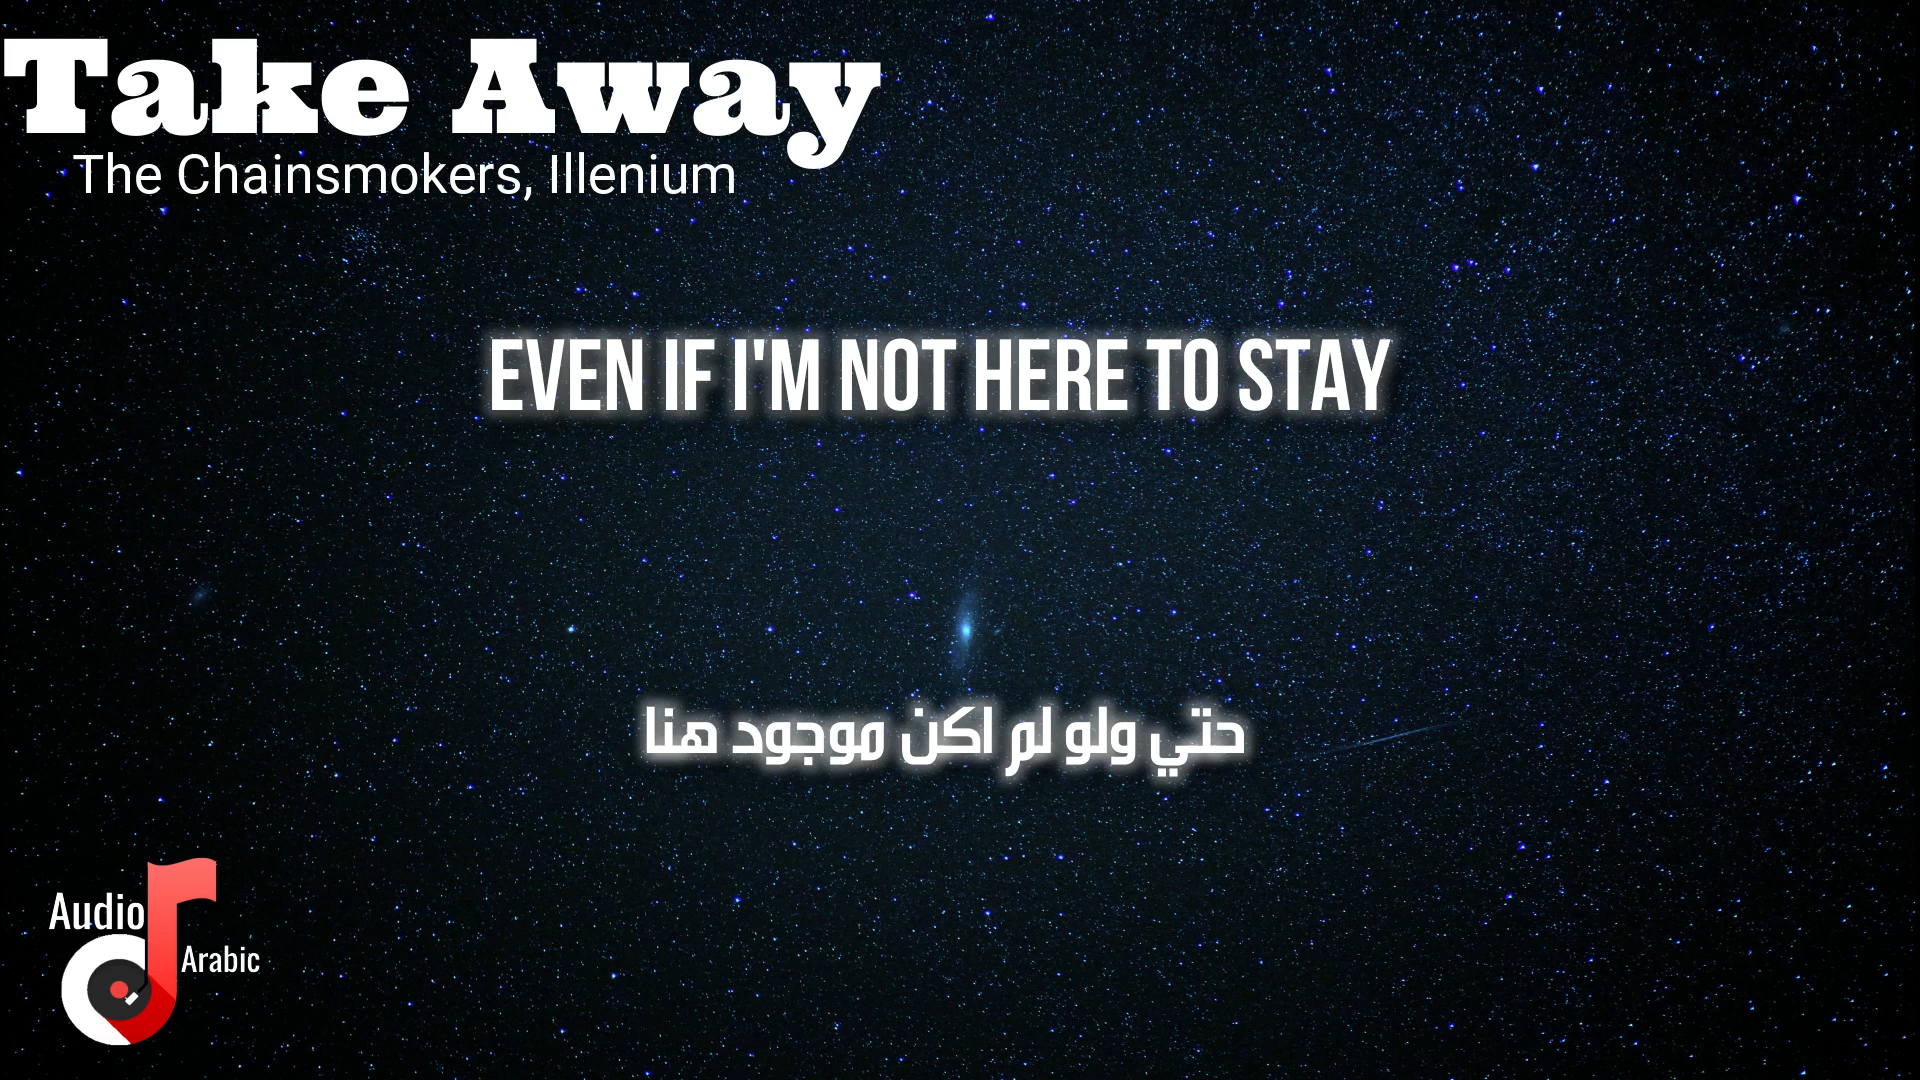 Take Away
The Chainsmokers, Illenium
EVEN IF I'M NOT HERE TO STAY
حتي ولو لم اكن موجود هنا
Audio
Arabic